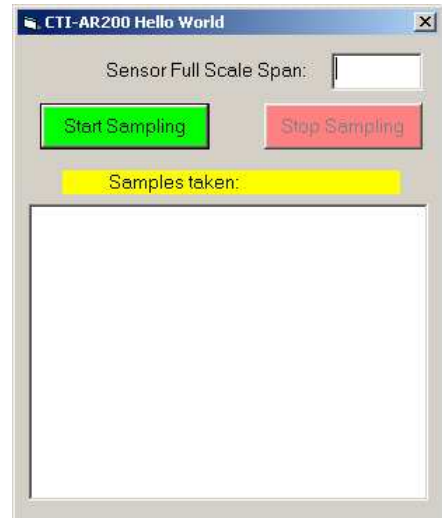 CTI-AR200 Hello World
Sensor Full Scale Span:
Start Sampling
Stop Sampling
Samples taken: